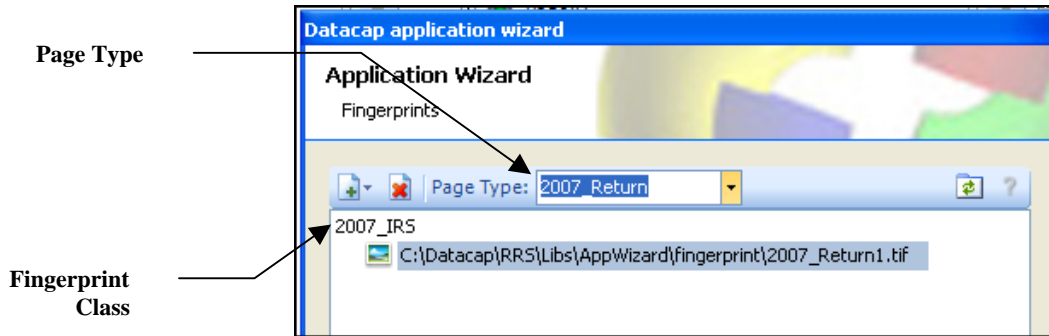 Datacap application wizard
Page Type
Application Wizard
Fingerprints
Page Type: 2007_Return
?
2007_IRS
C:\Datacap\RRS\Libs\AppWizard\fingerprint\2007_Return1.tif
Fingerprint
Class